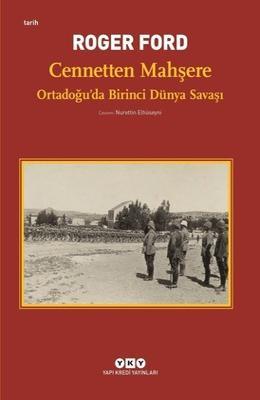 tarih
ROGER FORD
Cennetten Mahşere
Ortadoğu'da Birinci Dünya Savaşı
Çeviren: Nurettin Elhüseyni
YKY
YAPI KREDİ YAYINLARI